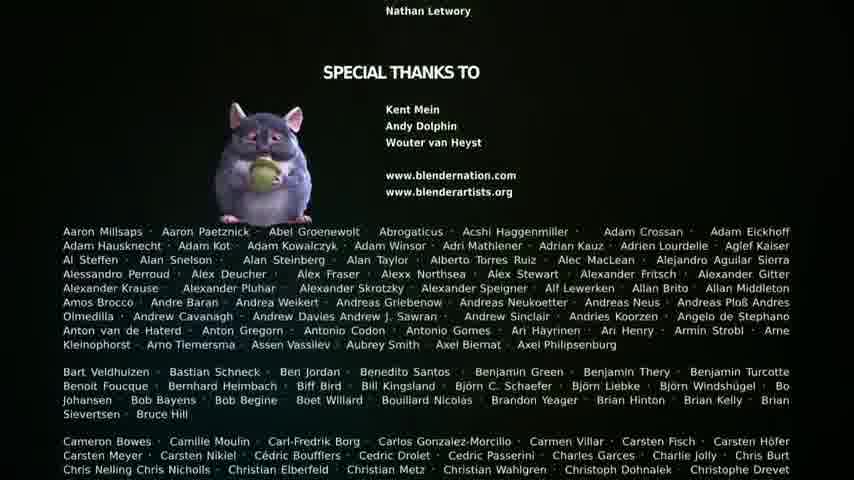 Nathan Letwory
SPECIAL THANKS TO
Kent Mein
Andy Dolphin
Wouter van Heyst
www.blendernation.com
www.blenderartists.org
Aaron Millsaps · Aaron Paetznick · Abel Groenewolt · Abrogaticus · Acshi Haggenmiller · Adam Crossan · Adam Eickhoff
Adam Hausknecht · Adam Kot · Adam Kowalczyk · Adam Winsor · Adri Mathlener · Adrian Kauz · Adrien Lourdelle · Aglef Kaiser
Al Steffen · Alan Snelson · Alan Steinberg · Alan Taylor · Alberto Torres Ruiz · Alec MacLean · Alejandro Aguilar Sierra
Alessandro Perroud · Alex Deucher · Alex Fraser · Alexx Northsea · Alex Stewart · Alexander Fritsch · Alexander Gitter
Alexander Krause · Alexander Pluhar · Alexander Skrotzky · Alexander Speigner · Alf Lewerken · Allan Brito · Allan Middleton
Amos Brocco · Andre Baran · Andrea Weikert · Andreas Griebenow · Andreas Neukoetter · Andreas Neus · Andreas Ploß Andres
Olmedilla · Andrew Cavanagh · Andrew Davies Andrew J. Sawran · Andrew Sinclair · Andries Koorzen · Angelo de Stephano
Anton van de Haterd · Anton Gregorn · Antonio Codon · Antonio Gomes · Ari Häyrinen · Ari Henry · Armin Strobl · Arne
Kleinophorst · Arno Tiemersma · Assen Vassilev · Aubrey Smith · Axel Biernat · Axel Philipsenburg
Bart Veldhuizen · Bastian Schneck · Ben Jordan · Benedito Santos · Benjamin Green · Benjamin Thery · Benjamin Turcotte
Benoit Foucque · Bernhard Heimbach · Biff Bird · Bill Kingsland · Björn C. Schaefer · Björn Liebke · Björn Windshügel · Bo
Johansen · Bob Bayens · Bob Begine · Boet Willard · Bouillard Nicolas · Brandon Yeager · Brian Hinton · Brian Kelly · Brian
Sievertsen · Bruce Hill
Cameron Bowes · Camille Moulin · Carl-Fredrik Borg · Carlos Gonzalez-Morcillo · Carmen Villar · Carsten Fisch · Carsten Höfer
Carsten Meyer · Carsten Nikiel · Cédric Boufflers · Cedric Drolet · Cedric Passerini · Charles Garces · Charlie Jolly · Chris Burt
Chris Nelling Chris Nicholls · Christian Elberfeld · Christian Metz · Christian Wahlgren · Christoph Dohnalek · Christophe Drevet